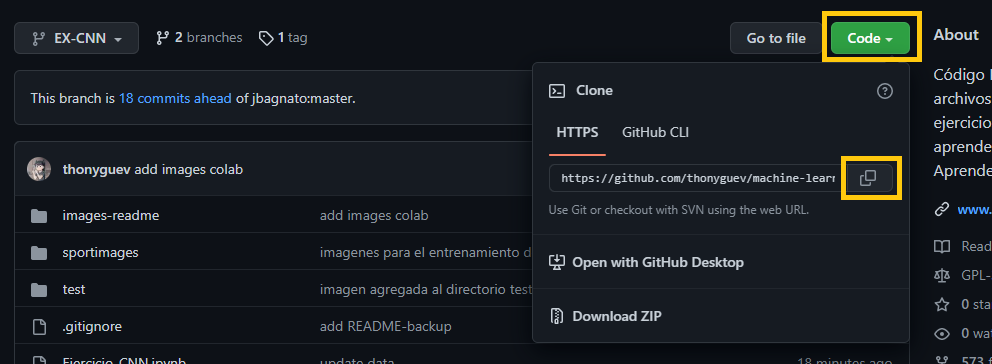 EX-CNN
2 branches
1 tag
Go to file
Code
About
This branch is 18 commits ahead of jbagnato:master.
Clone
HTTPS
GitHub CLI
https://github.com/thonyguev/machine-lear
Use Git or checkout with SVN using the web URL.
Open with GitHub Desktop
Download ZIP
thonyguev add images colab
images-readme
add images colab
sportimages
imagenes para el entrenamiento d
test
imagen agregada al directorio test
.gitignore
add README-backup
Ejercicio_CNN.ipynb
update data
18 minutes ago
Código
archivos
ejercicio
aprende
Aprende
www.
Read
GPL-
0 sta
0 wat
573 f